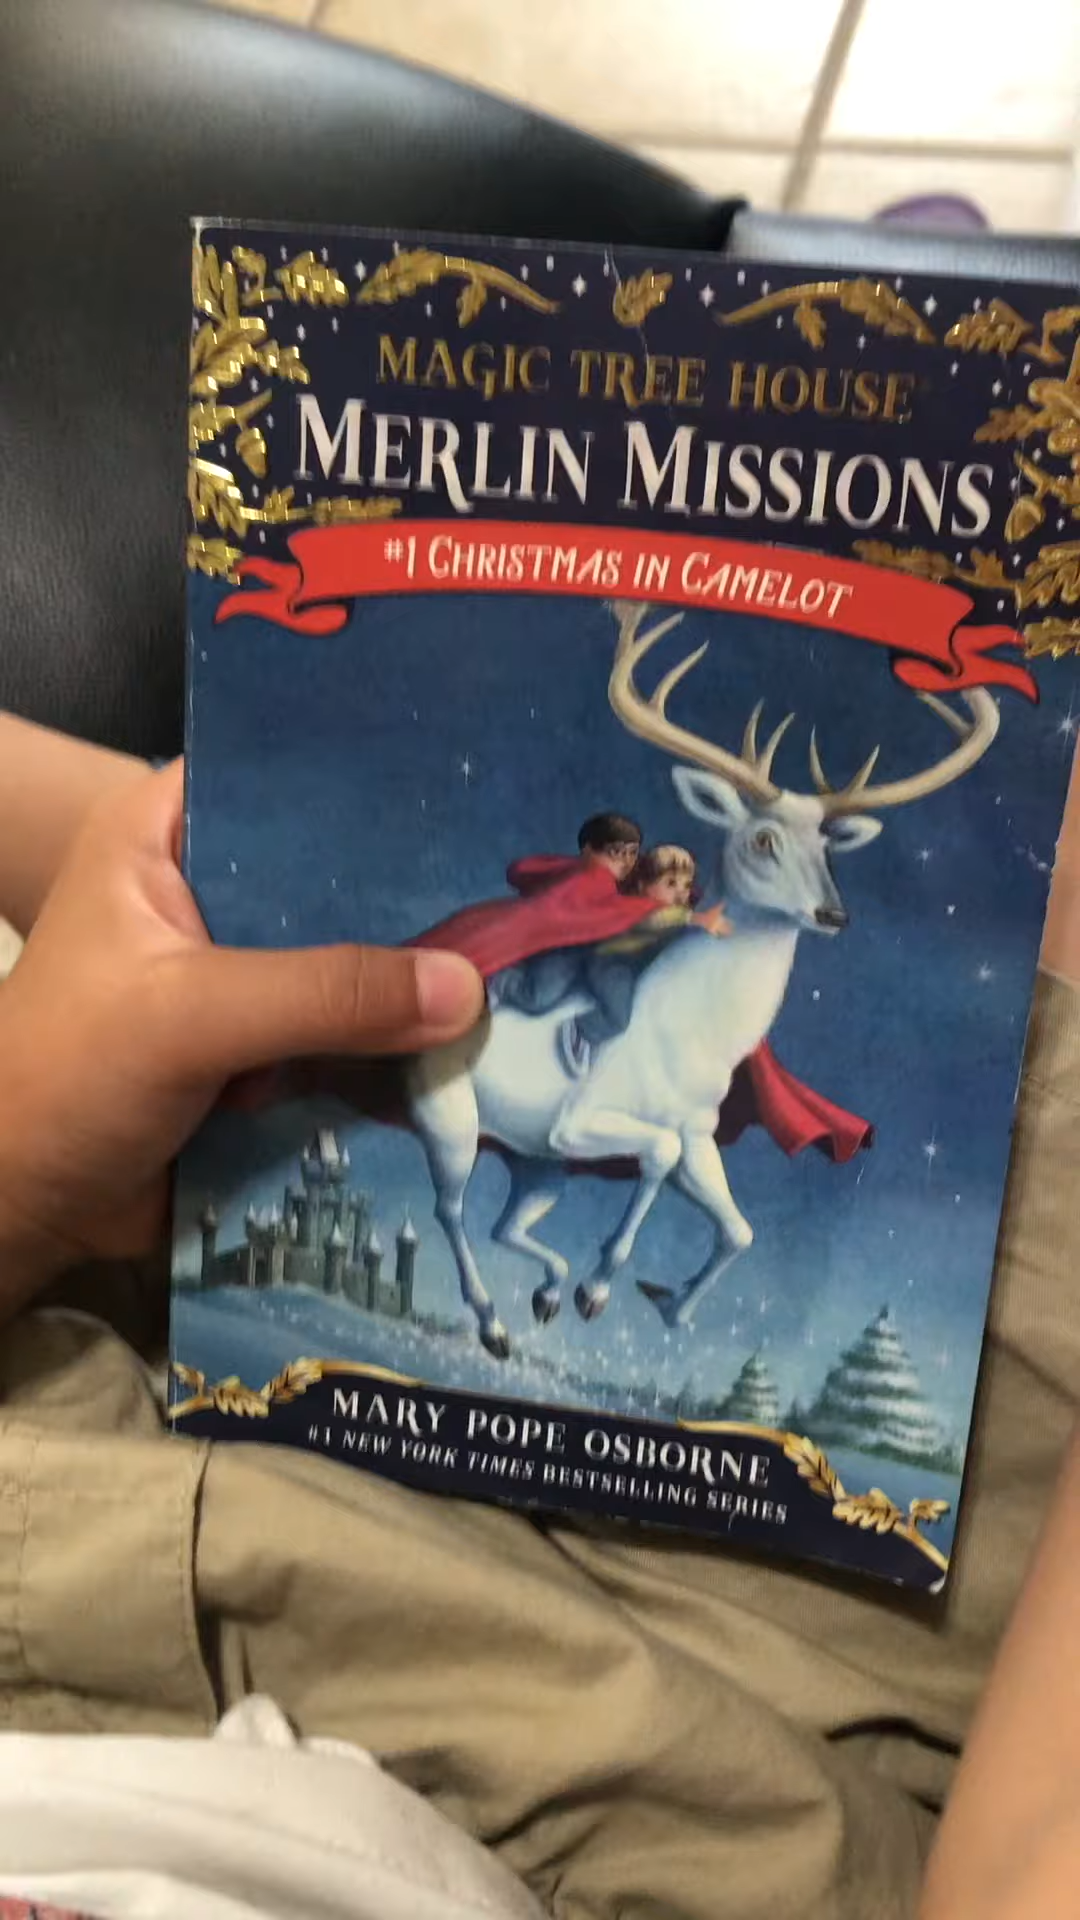 MAGIC TREE HOUSE
MERLIN MISSIONS
#1 CHRISTMAS IN CAMELOT
MARY POPE OSBORNE
#1 NEW YORK TIMES BESTSELLING SERIES